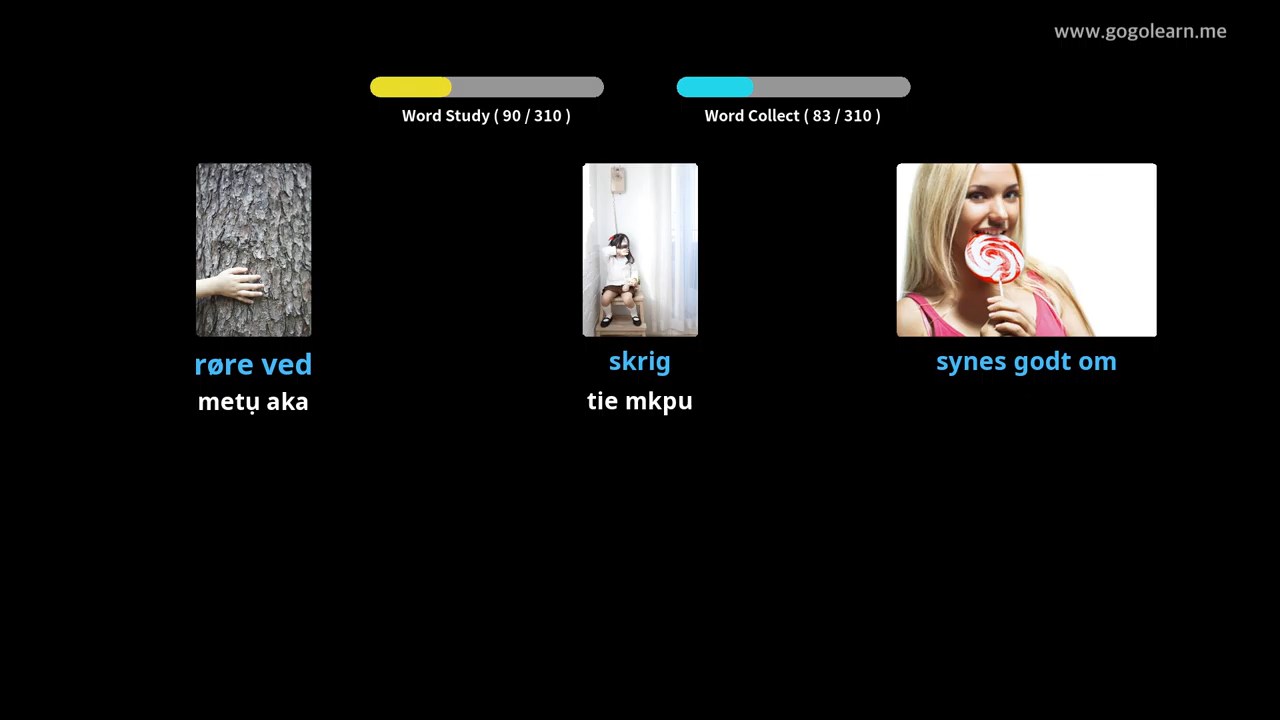 www.gogolearn.me
Word Study ( 90 / 310 )
Word Collect ( 83 / 310 )
røre ved
metụ aka
skrig
tie mkpu
synes godt om